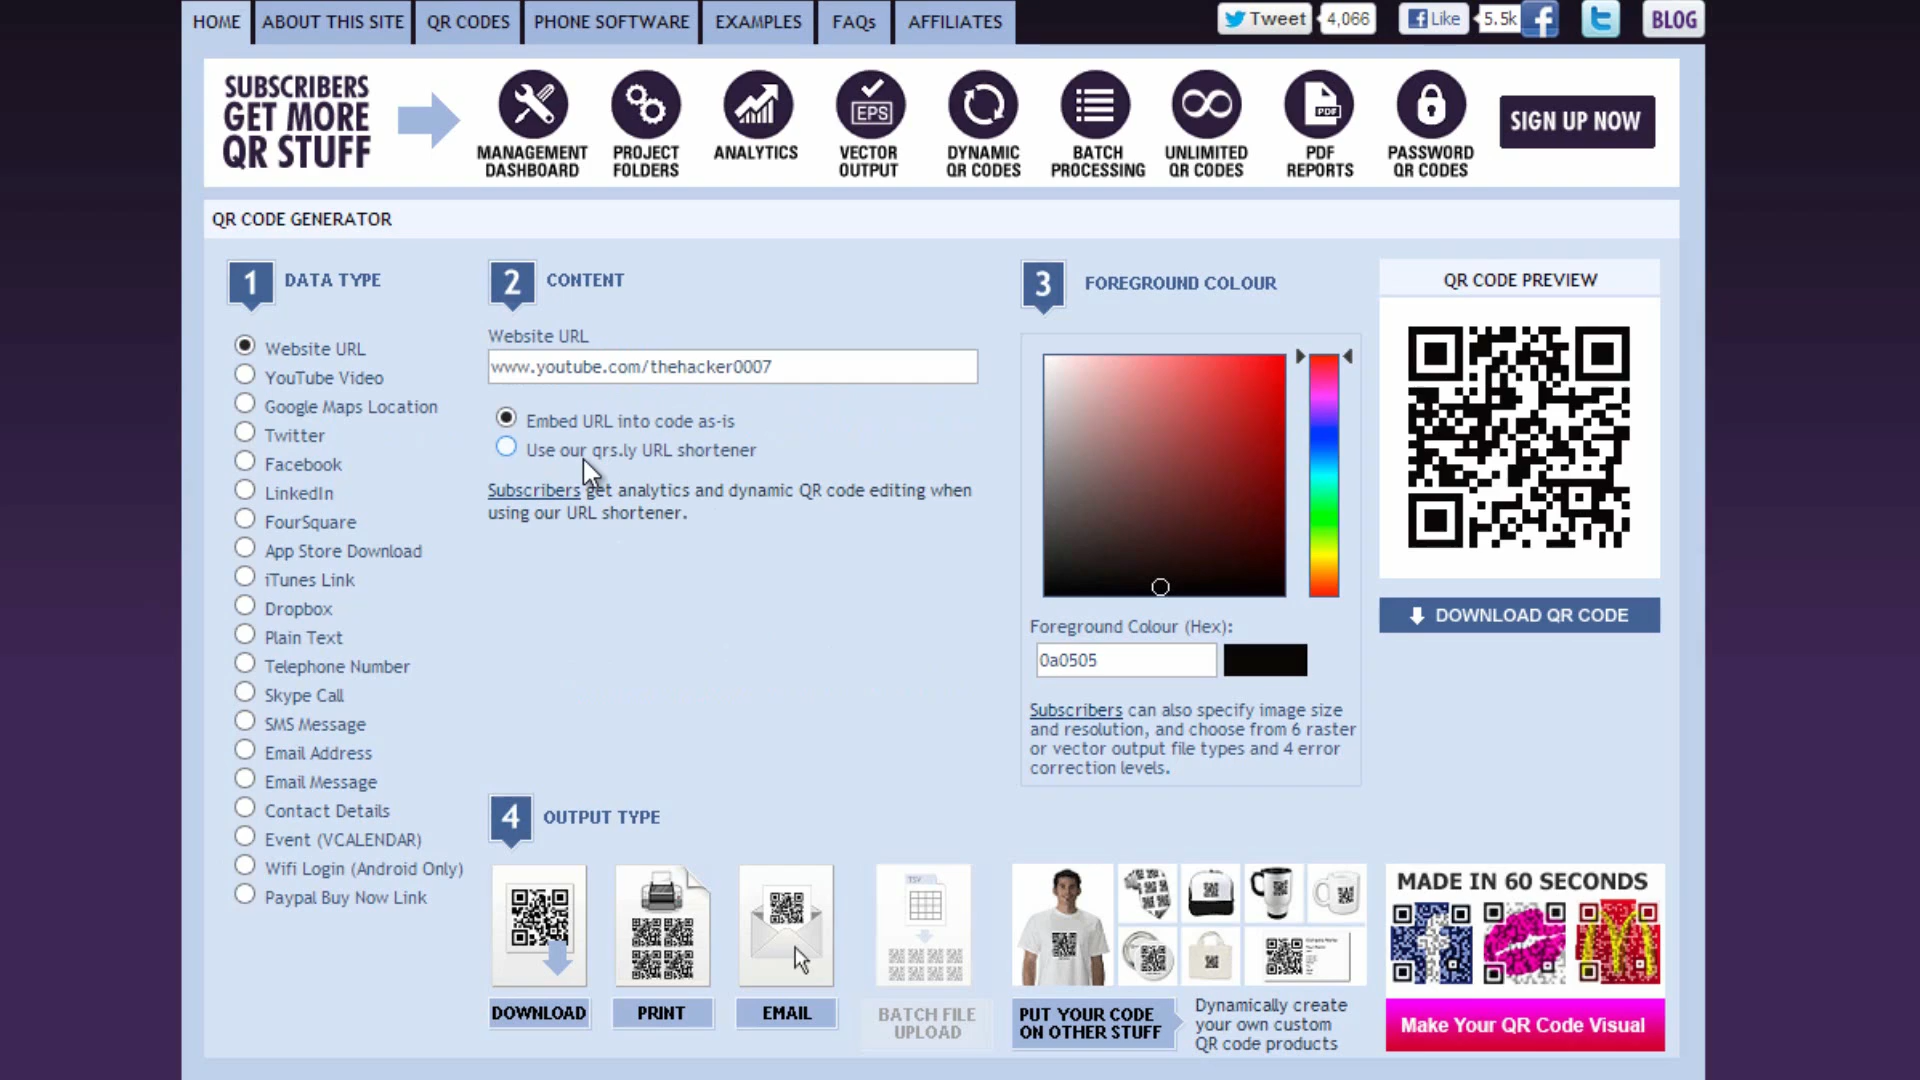 HOME ABOUT THIS SITE QR CODES PHONE SOFTWARE EXAMPLES FAQs AFFILIATES
Tweet 4,066 Like 5.5k BLOG
SUBSCRIBERS
GET MORE
QR STUFF
MANAGEMENT
DASHBOARD
PROJECT
FOLDERS
ANALYTICS
EPS
VECTOR
OUTPUT
DYNAMIC
QR CODES
BATCH
PROCESSING
UNLIMITED
QR CODES
PDF
PDF
REPORTS
PASSWORD
QR CODES
SIGN UP NOW
QR CODE GENERATOR
1 DATA TYPE
Website URL
YouTube Video
Google Maps Location
Twitter
Facebook
LinkedIn
FourSquare
App Store Download
iTunes Link
Dropbox
Plain Text
Telephone Number
Skype Call
SMS Message
Email Address
Email Message
Contact Details
Event (VCALENDAR)
Wifi Login (Android Only)
Paypal Buy Now Link
2 CONTENT
Website URL
www.youtube.com/thehacker0007
Embed URL into code as-is
Use our qrs.ly URL shortener
Subscribers get analytics and dynamic QR code editing when
using our URL shortener.
3 FOREGROUND COLOUR
Foreground Colour (Hex):
0a0505
Subscribers can also specify image size
and resolution, and choose from 6 raster
or vector output file types and 4 error
correction levels.
QR CODE PREVIEW
DOWNLOAD QR CODE
4 OUTPUT TYPE
DOWNLOAD
PRINT
EMAIL
TSV
BATCH FILE
UPLOAD
PUT YOUR CODE
ON OTHER STUFF
Dynamically create
your own custom
QR code products
MADE IN 60 SECONDS
Make Your QR Code Visual